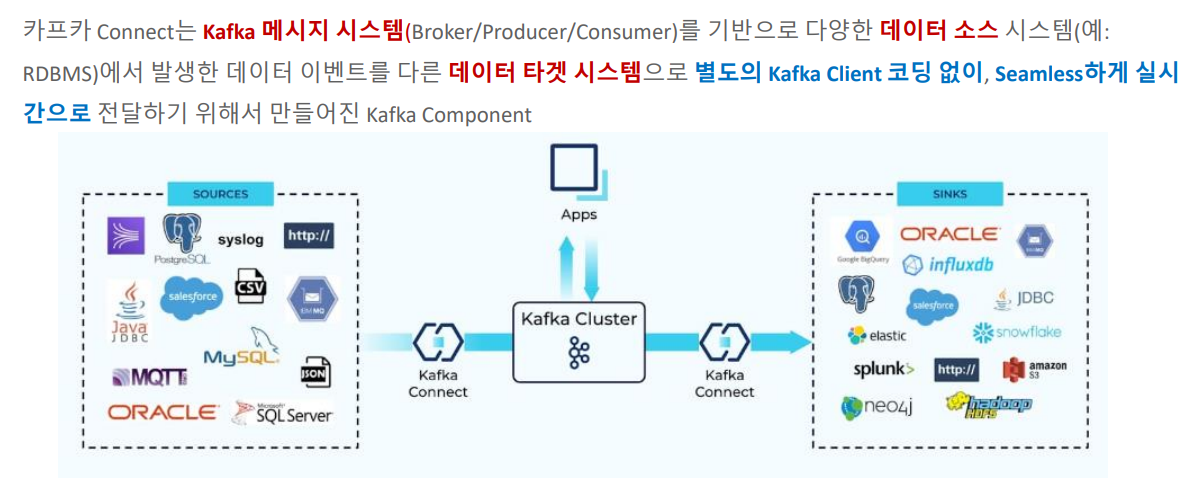 카프카 Connect는 Kafka 메시지 시스템(Broker/Producer/Consumer)를 기반으로 다양한 데이터 소스 시스템(예:
RDBMS)에서 발생한 데이터 이벤트를 다른 데이터 타겟 시스템으로 별도의 Kafka Client 코딩 없이, Seamless하게 실시
간으로 전달하기 위해서 만들어진 Kafka Component
SOURCES
PostgreSQL
syslog
http://
Java
JDBC
salesforce
CSV
IBM MQ
MySQL
MQTT
JSON
ORACLE
Microsoft
SQL Server
Kafka
Connect
Apps
Kafka Cluster
Kafka
Connect
SINKS
Google BigQuery
ORACLE
IBM MQ
influxdb
salesforce
JDBC
elastic
snowflake
splunk>
http://
amazon
S3
neo4j
hadoop
HDFS